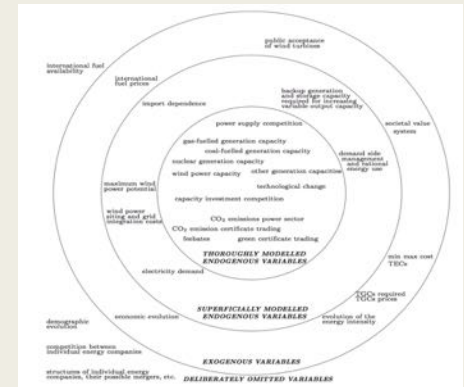 public acceptance
of wind turbines
international fuel
availability
international
fuel prices
import dependence
backup generation
and storage capacity
required for increasing
variable-output capacity
power supply competition
societal value
system
gas-fuelled generation capacity
coal-fuelled generation capacity
nuclear generation capacity
wind power capacity
other generation capacities
demand side
management
and rational
energy use
technological change
maximum wind
power potential
capacity investment competition
wind power
siting and grid
integration costs
CO₂ emissions power sector
CO₂ emission certificate trading
feebates
green certificate trading
THOROUGHLY MODELLED
ENDOGENOUS VARIABLES
min max cost
TECs
electricity demand
TGCs required
TGCs prices
SUPERFICIALLY MODELLED
ENDOGENOUS VARIABLES
economic evolution
evolution of the
energy intensity
demographic
evolution
competition between
individual energy companies
EXOGENOUS VARIABLES
structures of individual energy
companies, their possible mergers, etc.
DELIBERATELY OMITTED VARIABLES